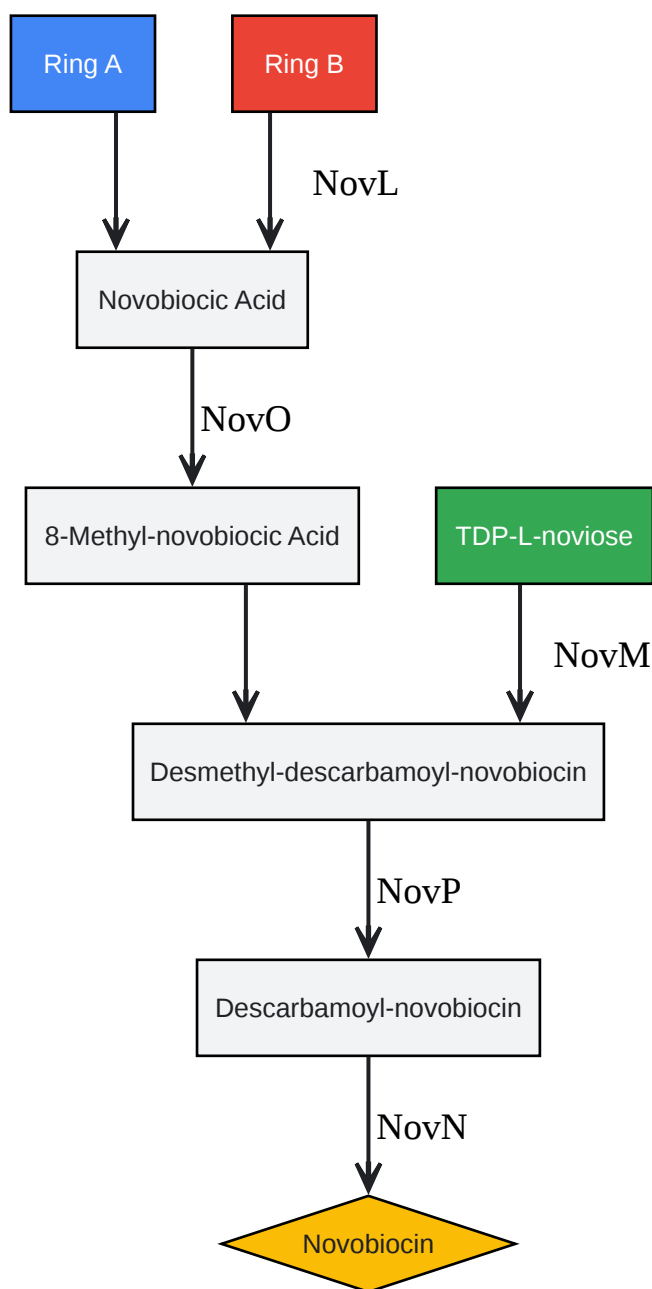 Ring A
Ring B
NovL
Novobiocic Acid
NovO
8-Methyl-novobiocic Acid
TDP-L-noviose
NovM
Desmethyl-descarbamoyl-novobiocin
NovP
Descarbamoyl-novobiocin
NovN
Novobiocin